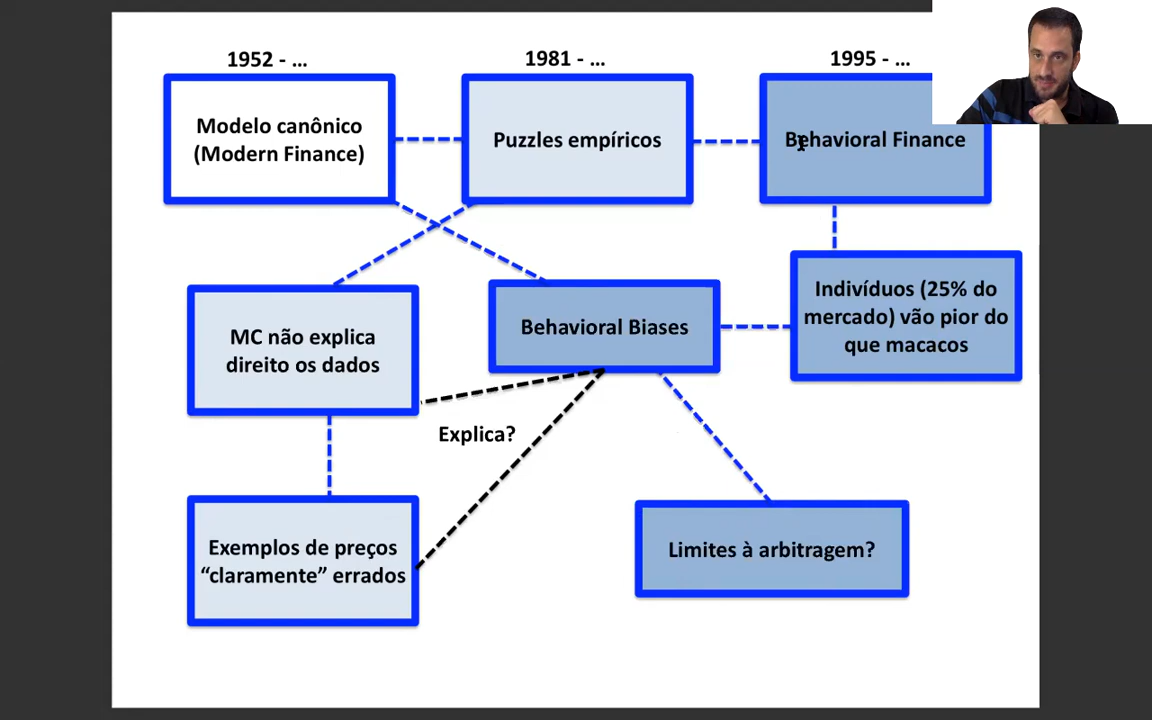 1952 - ...
1981 - ...
1995 - ...
Modelo canônico
(Modern Finance)
Puzzles empíricos
Behavioral Finance
MC não explica
direito os dados
Behavioral Biases
Indivíduos (25% do
mercado) vão pior do
que macacos
Explica?
Exemplos de preços
“claramente” errados
Limites à arbitragem?